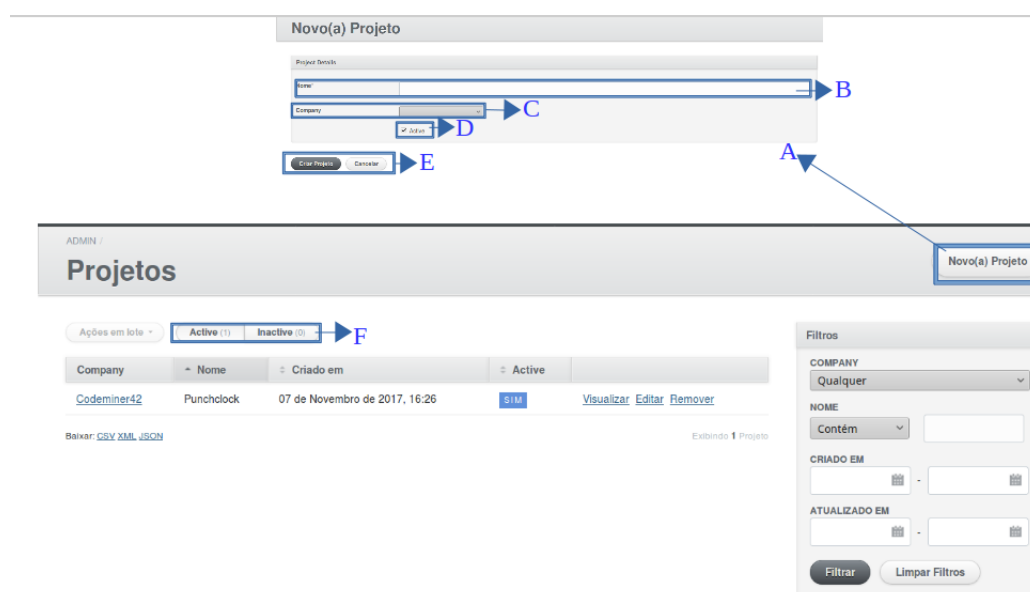 Novo(a) Projeto
Project Details
Nome*
B
Company
C
Active
D
Criar Projeto Cancelar
E
A
ADMIN /
Projetos
Novo(a) Projeto
Ações em lote Active (1) Inactive (0)
F
Company Nome Criado em Active
Codeminer42 Punchclock 07 de Novembro de 2017, 16:26 SIM Visualizar Editar Remover
Baixar: CSV XML JSON
Exibindo 1 Projeto
Filtros
COMPANY
Qualquer
NOME
Contém
CRIADO EM
-
ATUALIZADO EM
-
Filtrar Limpar Filtros